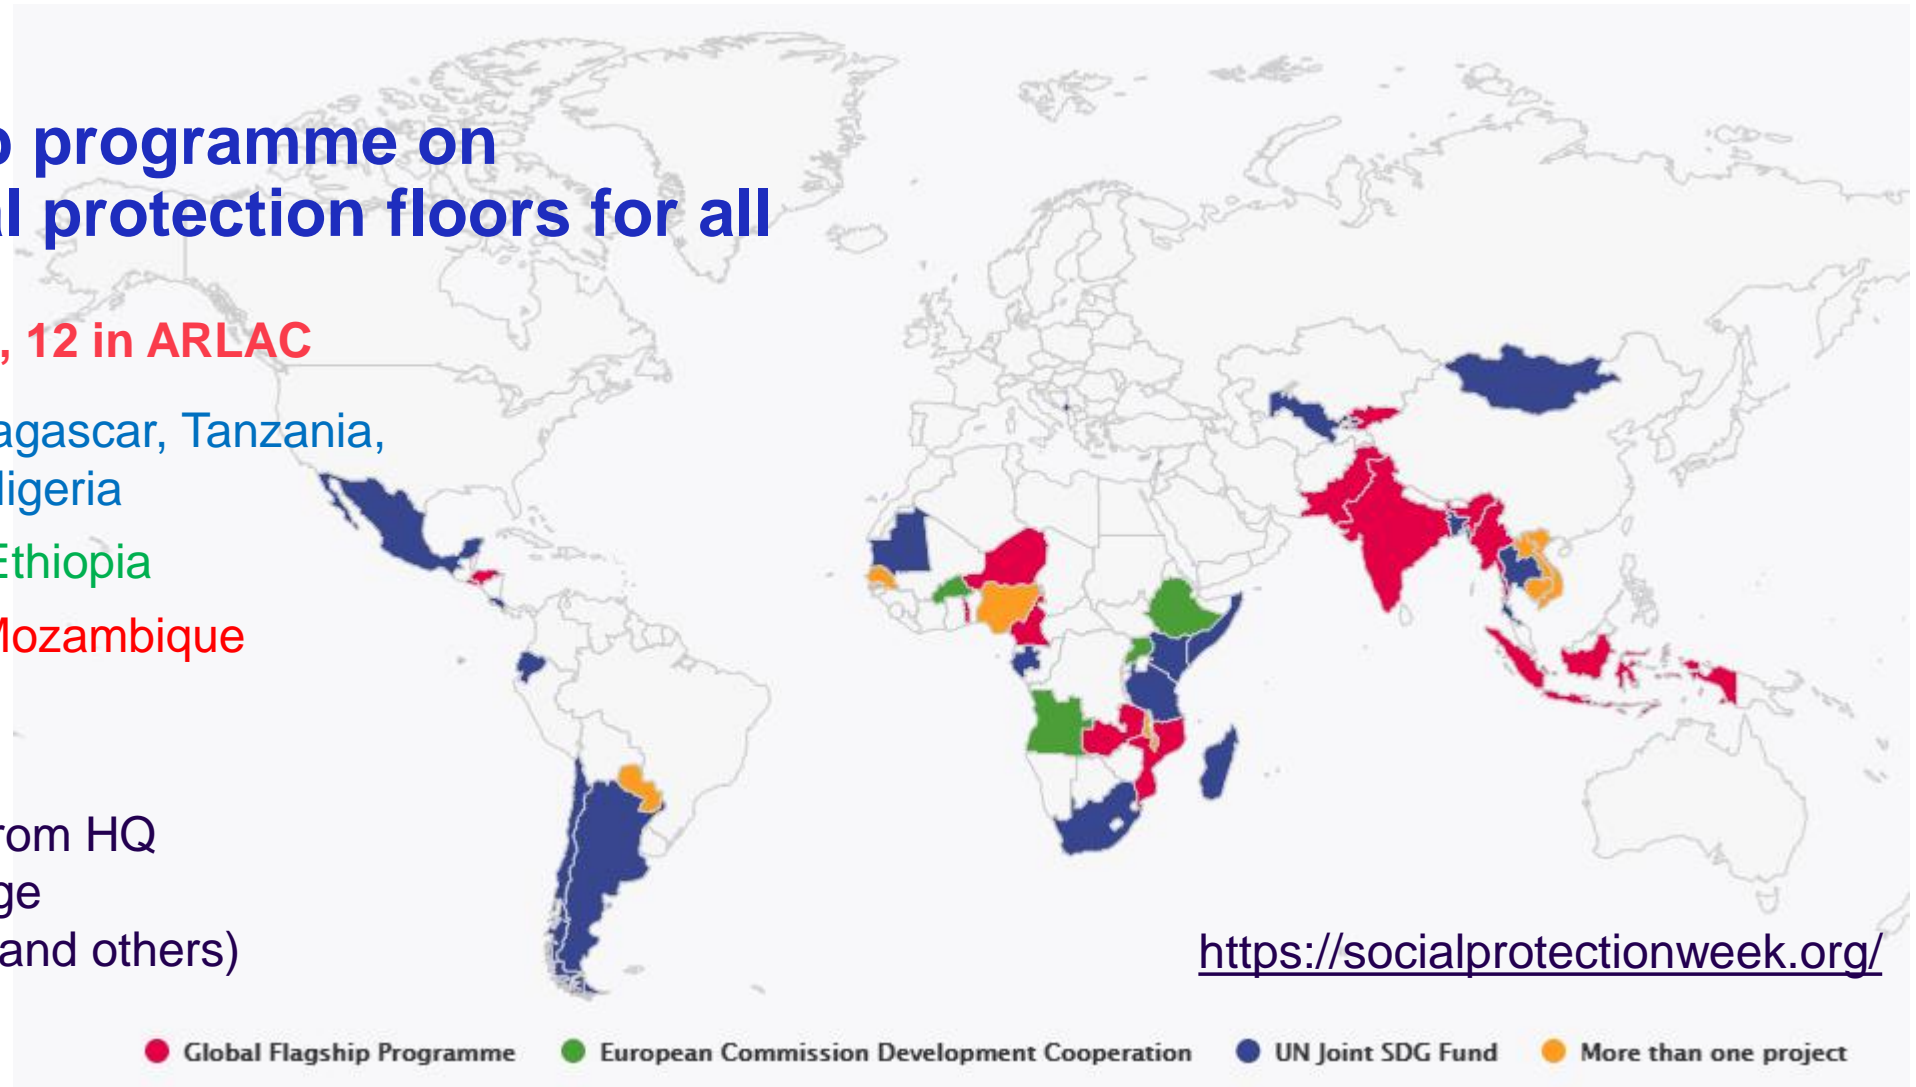 programme on
protection floors for all
, 12 in ARLAC
agascar, Tanzania,
ligeria
Ethiopia
Mozambique
rom HQ
ge
and others)
https://socialprotectionweek.org/
Global Flagship Programme
European Commission Development Cooperation
UN Joint SDG Fund
More than one project